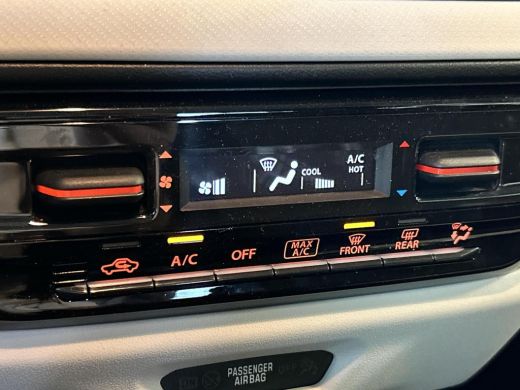 A/C
COOL
HOT
A/C
OFF
MAX
A/C
FRONT
REAR
PASSENGER
AIRBAG